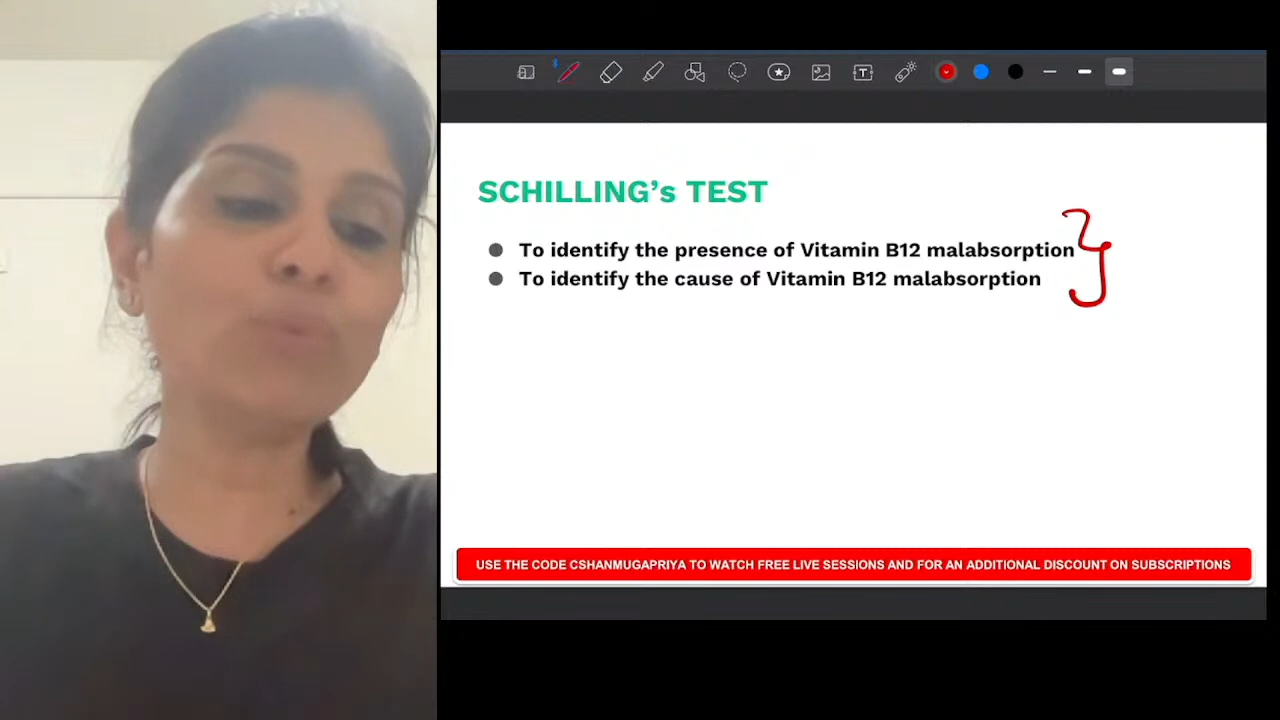 SCHILLING's TEST
To identify the presence of Vitamin B12 malabsorption
To identify the cause of Vitamin B12 malabsorption
USE THE CODE CSHANMUGAPRIYA TO WATCH FREE LIVE SESSIONS AND FOR AN ADDITIONAL DISCOUNT ON SUBSCRIPTIONS